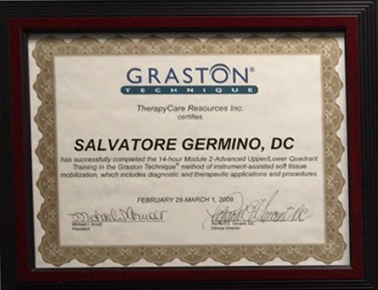 GRASTON®
TECHNIQUE
TherapyCare Resources Inc.
certifies
SALVATORE GERMINO, DC
has successfully completed the 14-hour Module 2-Advanced Upper/Lower Quadrant
Training in the Graston Technique® method of instrument-assisted soft tissue
mobilization, which includes diagnostic and therapeutic applications and procedures.
FEBRUARY 28-MARCH 1, 2009
Michael I. Arnolt
President
Clinical Director